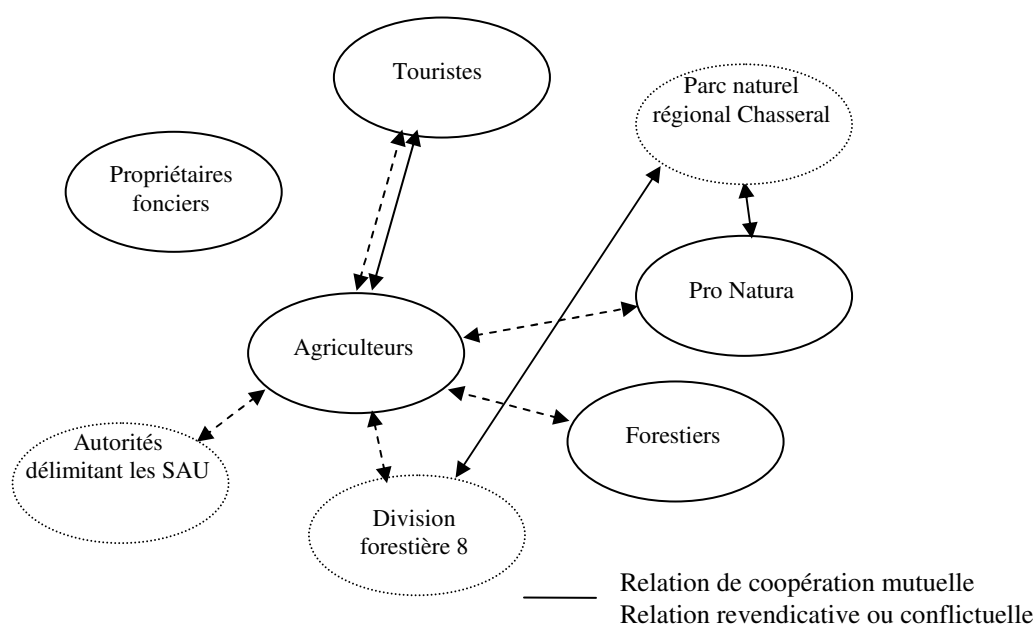 Touristes
Parc naturel
régional Chasseral
Propriétaires
fonciers
Pro Natura
Agriculteurs
Forestiers
Autorités
délimitant les SAU
Division
forestière 8
Relation de coopération mutuelle
Relation revendicative ou conflictuelle